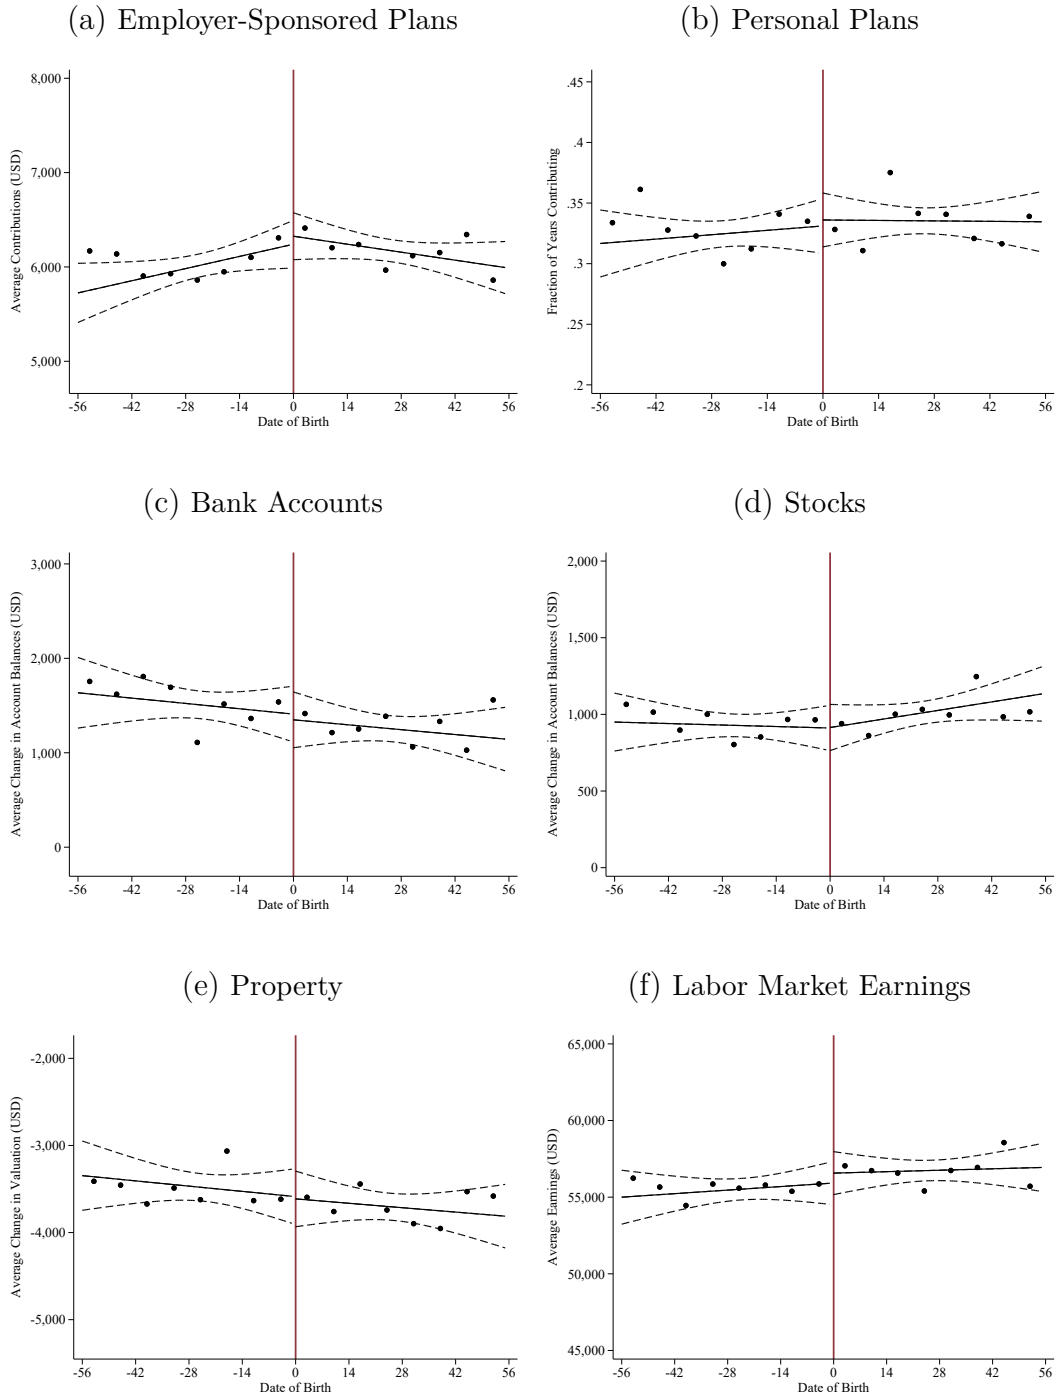 (a) Employer-Sponsored Plans
8,000
7,000
6,000
5,000
Average Contributions (USD)
-56 -42 -28 -14 0 14 28 42 56
Date of Birth
(b) Personal Plans
.45
.4
.35
.3
.25
.2
Fraction of Years Contributing
-56 -42 -28 -14 0 14 28 42 56
Date of Birth
(c) Bank Accounts
3,000
2,000
1,000
0
Average Change in Account Balances (USD)
-56 -42 -28 -14 0 14 28 42 56
Date of Birth
(d) Stocks
2,000
1,500
1,000
500
0
Average Change in Account Balances (USD)
-56 -42 -28 -14 0 14 28 42 56
Date of Birth
(e) Property
-2,000
-3,000
-4,000
-5,000
Average Change in Valuation (USD)
-56 -42 -28 -14 0 14 28 42 56
Date of Birth
(f) Labor Market Earnings
65,000
60,000
55,000
50,000
45,000
Average Earnings (USD)
-56 -42 -28 -14 0 14 28 42 56
Date of Birth